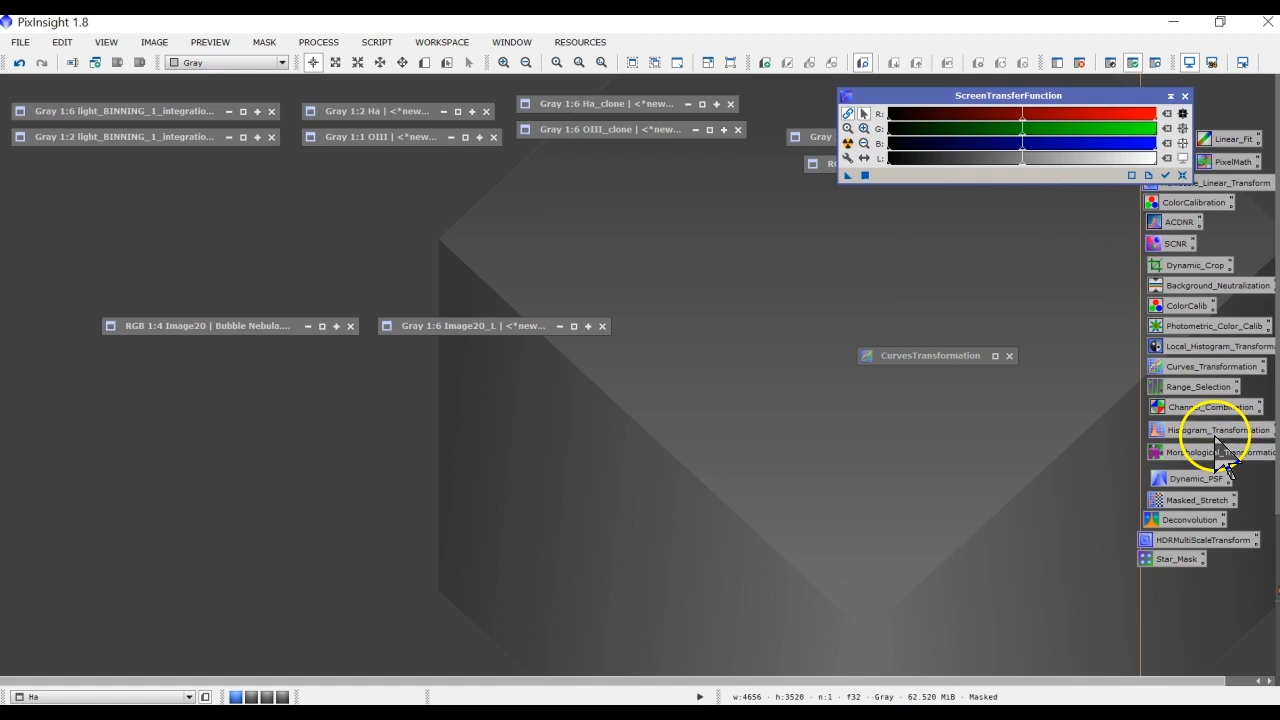 PixInsight 1.8
FILE EDIT VIEW IMAGE PREVIEW MASK PROCESS SCRIPT WORKSPACE WINDOW RESOURCES
Gray
ScreenTransferFunction
Gray 1:6 light_BINNING_1_integratio...
Gray 1:2 Ha | <*new...
Gray 1:6 Ha_clone | <*new...
R:
Gray 1:2 light_BINNING_1_integratio...
Gray 1:1 OIII | <*new...
Gray 1:6 OIII_clone | <*new...
Gray
G:
B:
L:
Linear_Fit
PixelMath
_Linear_Transform
ColorCalibration
ACDNR
SCNR
Dynamic_Crop
Background_Neutralization
ColorCalib
RGB 1:4 Image20 | Bubble Nebula....
Gray 1:6 Image20_L | <*new...
Photometric_Color_Calib
Local_Histogram_Transforma
CurvesTransformation
Curves_Transformation
Range_Selection
Channel_Combination
Histogram_Transformation
Morphological_Transformatio
Dynamic_PSF
Masked_Stretch
Deconvolution
HDRMultiScaleTransform
Star_Mask
Ha
w:4656 · h:3520 · n:1 · f32 · Gray · 62.520 MiB · Masked